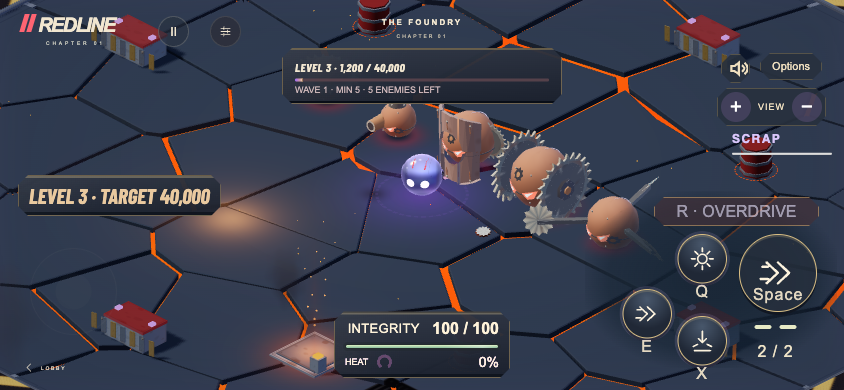 REDLINE
CHAPTER 01
THE FOUNDRY
CHAPTER 01
LEVEL 3 · 1,200 / 40,000
WAVE 1 · MIN 5 · 5 ENEMIES LEFT
Options
+ VIEW −
SCRAP
LEVEL 3 · TARGET 40,000
R · OVERDRIVE
Q
Space
E
X
2 / 2
INTEGRITY 100 / 100
HEAT 0%
LOBBY